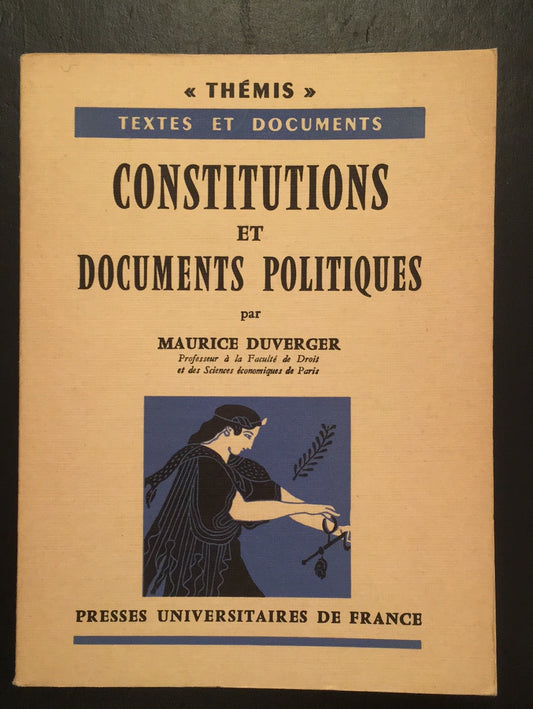 « THÉMIS »
TEXTES ET DOCUMENTS
CONSTITUTIONS
ET
DOCUMENTS POLITIQUES
par
MAURICE DUVERGER
Professeur à la Faculté de Droit
et des Sciences économiques de Paris
PRESSES UNIVERSITAIRES DE FRANCE